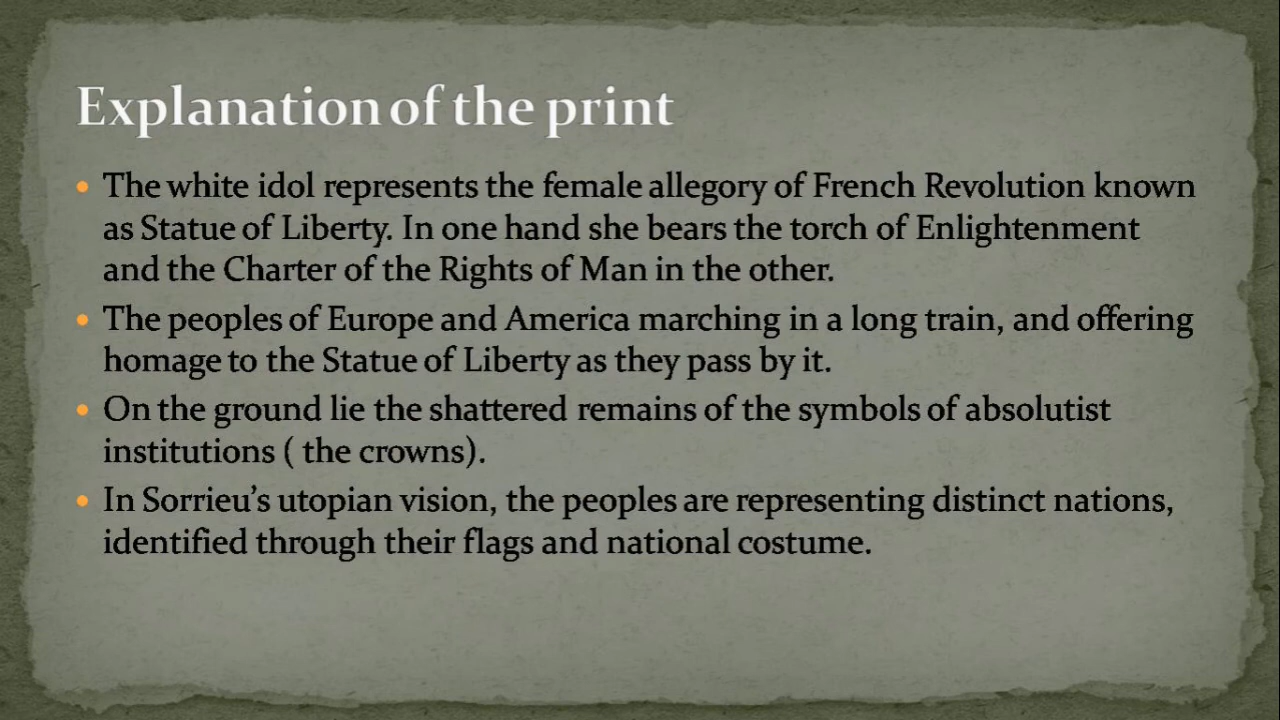 Explanation of the print
• The white idol represents the female allegory of French Revolution known
as Statue of Liberty. In one hand she bears the torch of Enlightenment
and the Charter of the Rights of Man in the other.
• The peoples of Europe and America marching in a long train, and offering
homage to the Statue of Liberty as they pass by it.
• On the ground lie the shattered remains of the symbols of absolutist
institutions ( the crowns).
• In Sorrieu’s utopian vision, the peoples are representing distinct nations,
identified through their flags and national costume.